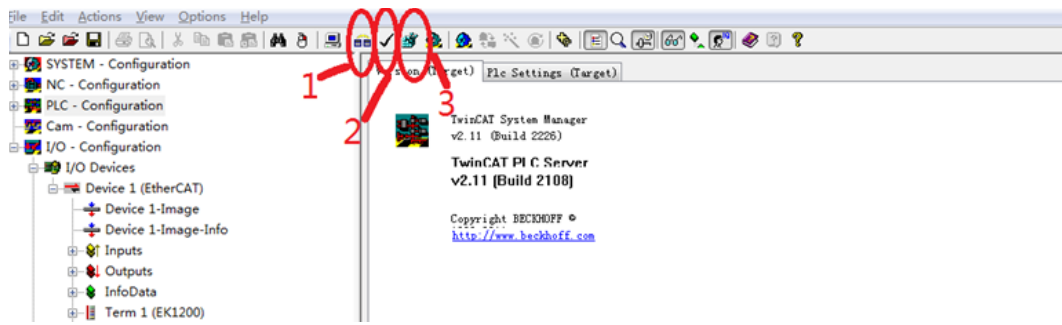 File Edit Actions View Options Help
SYSTEM - Configuration
NC - Configuration
PLC - Configuration
Cam - Configuration
I/O - Configuration
I/O Devices
Device 1 (EtherCAT)
Device 1-Image
Device 1-Image-Info
Inputs
Outputs
InfoData
Term 1 (EK1200)
1
2
3
(Target) Plc Settings (Target)
TwinCAT System Manager
v2.11 (Build 2226)
TwinCAT PLC Server
v2.11 (Build 2108)
Copyright BECKHOFF ©
http://www.beckhoff.com